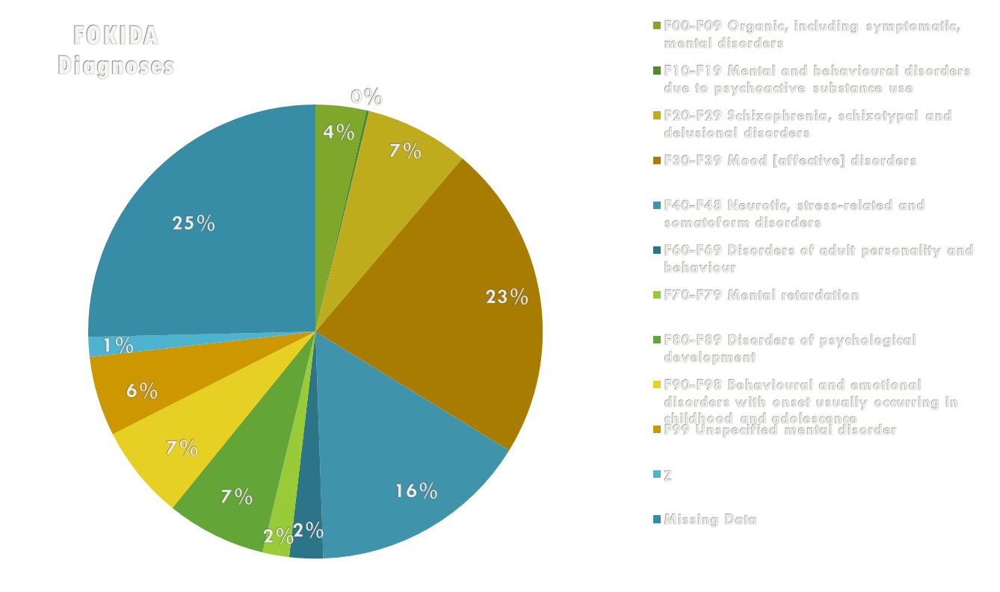 FOKIDA
Diagnoses
0%
4%
7%
23%
16%
2%
2%
7%
7%
6%
1%
25%
F00-F09 Organic, including symptomatic,
mental disorders
F10-F19 Mental and behavioural disorders
due to psychoactive substance use
F20-F29 Schizophrenia, schizotypal and
delusional disorders
F30-F39 Mood [affective] disorders
F40-F48 Neurotic, stress-related and
somatoform disorders
F60-F69 Disorders of adult personality and
behaviour
F70-F79 Mental retardation
F80-F89 Disorders of psychological
development
F90-F98 Behavioural and emotional
disorders with onset usually occurring in
childhood and adolescence
F99 Unspecified mental disorder
Z
Missing Data